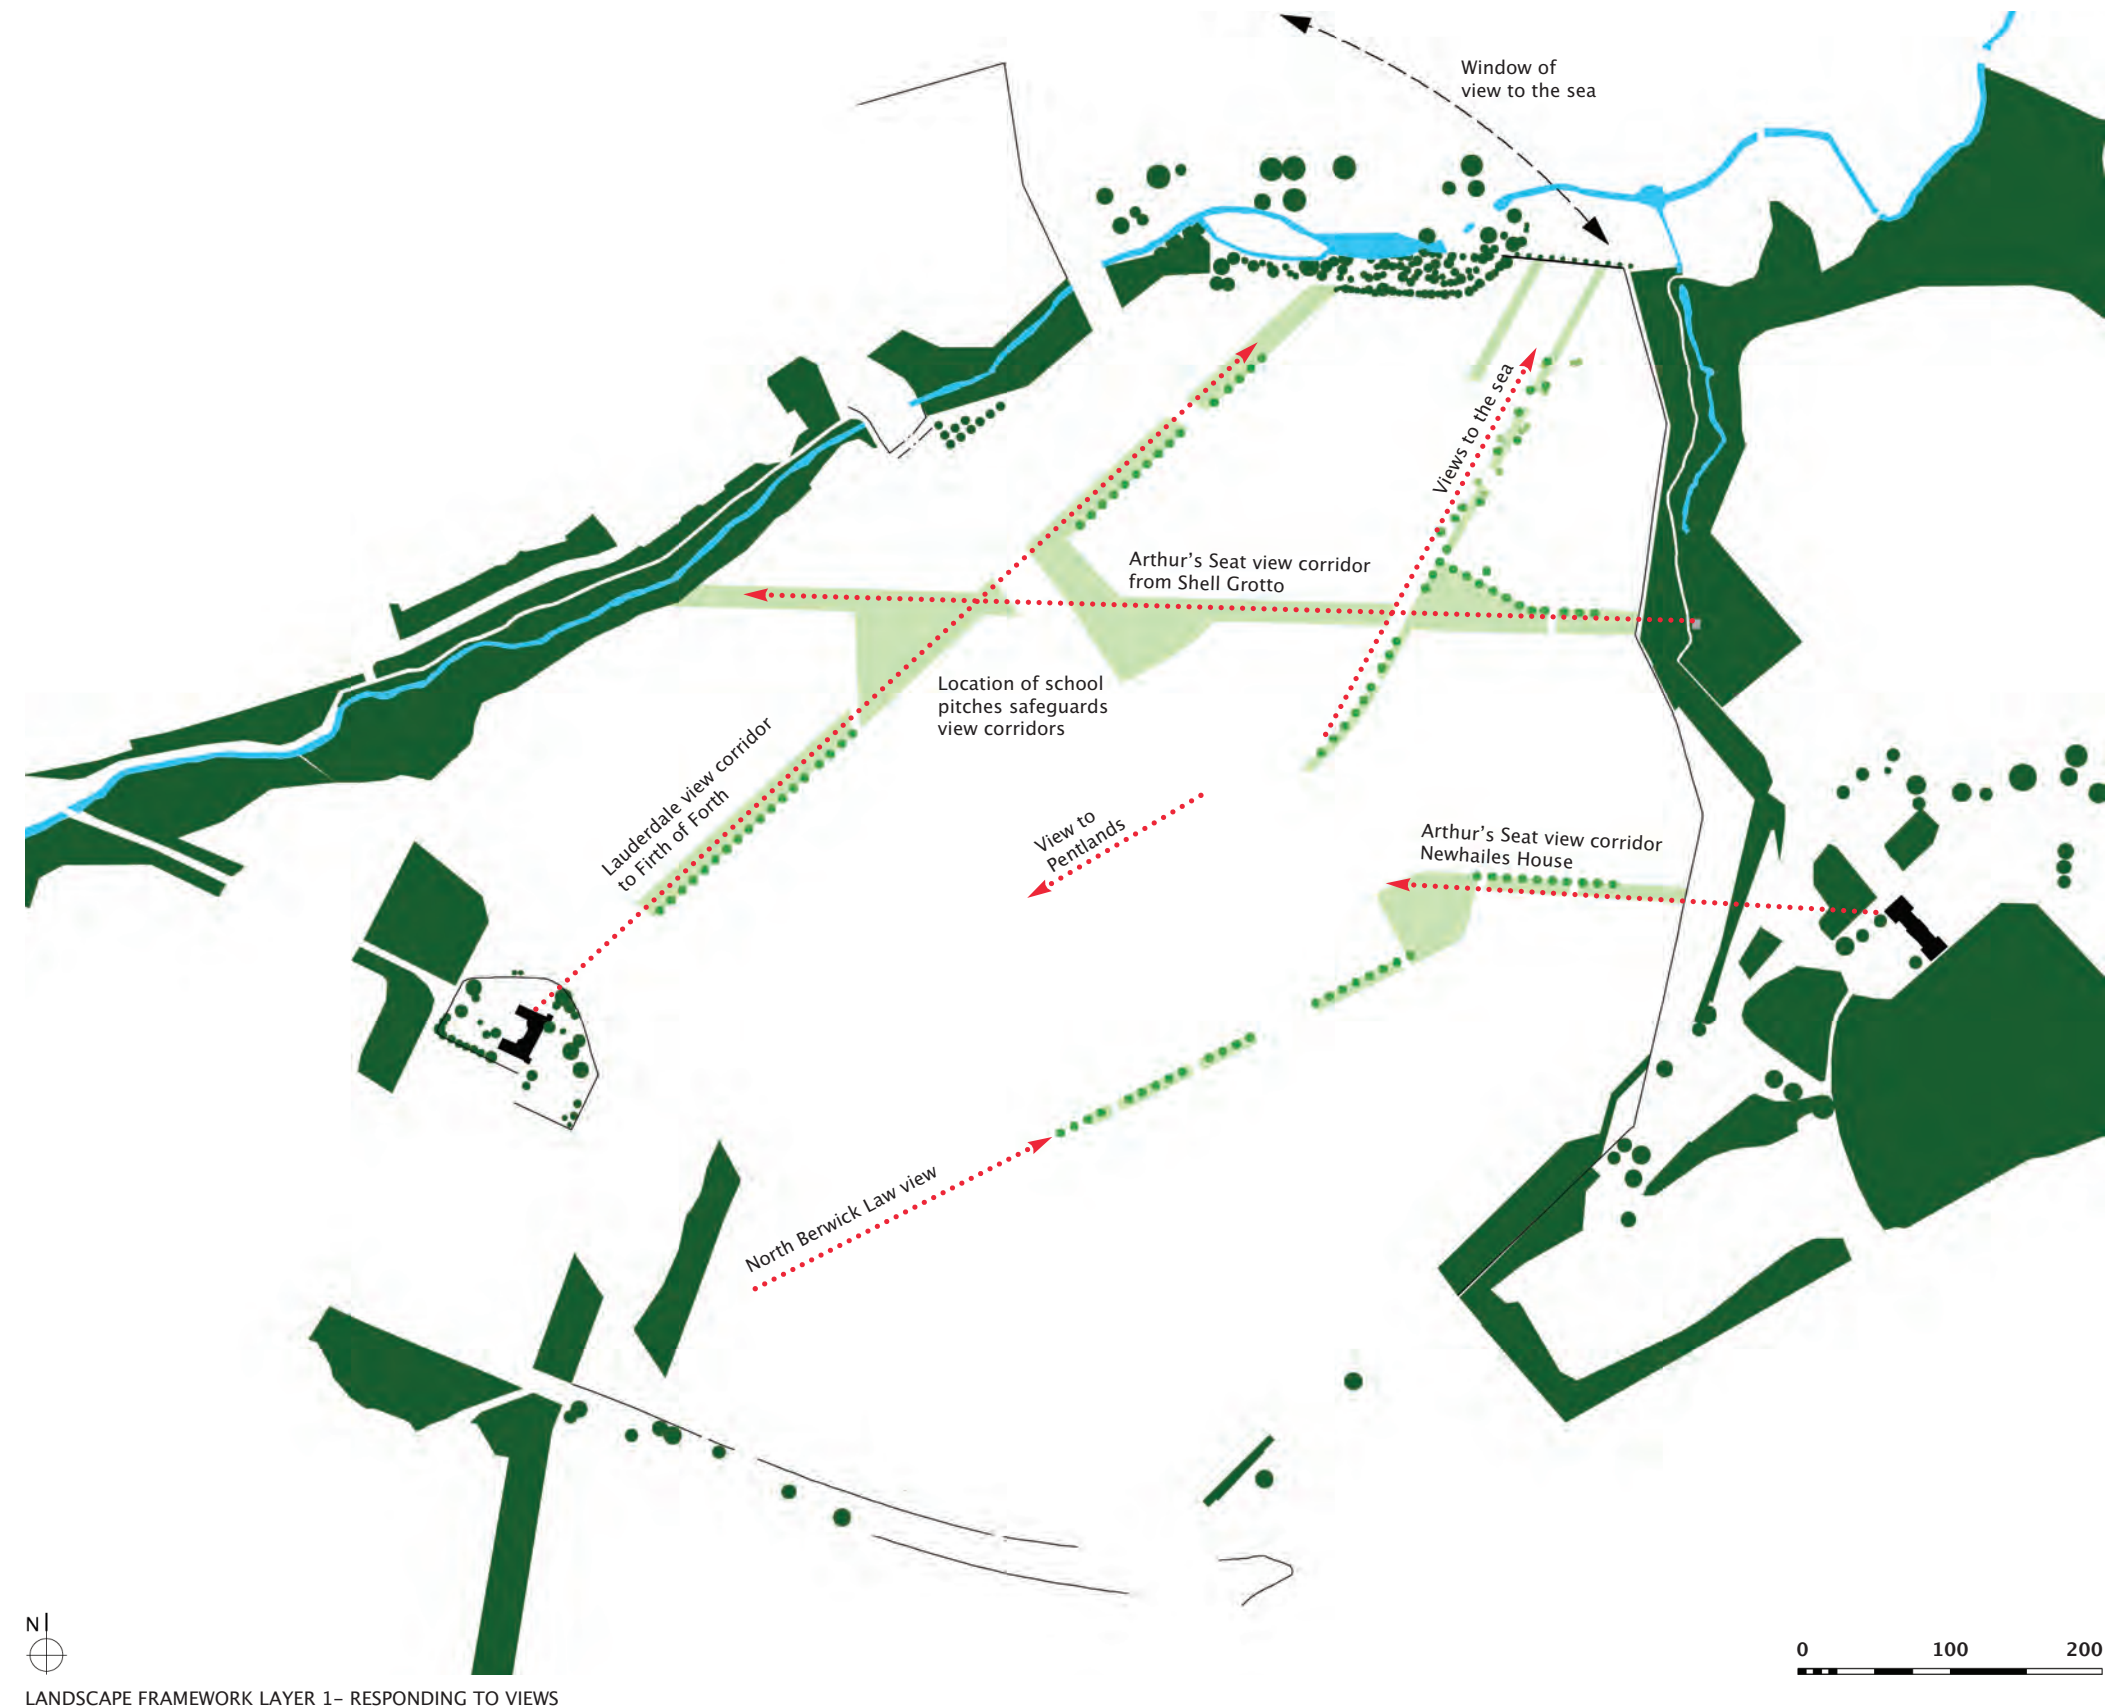 Window of
view to the sea
Views to the sea
Arthur’s Seat view corridor
from Shell Grotto
Location of school
pitches safeguards
view corridors
Lauderdale view corridor
to Firth of Forth
View to
Pentlands
Arthur’s Seat view corridor
Newhailes House
North Berwick Law view
N
0 100 200
LANDSCAPE FRAMEWORK LAYER 1– RESPONDING TO VIEWS